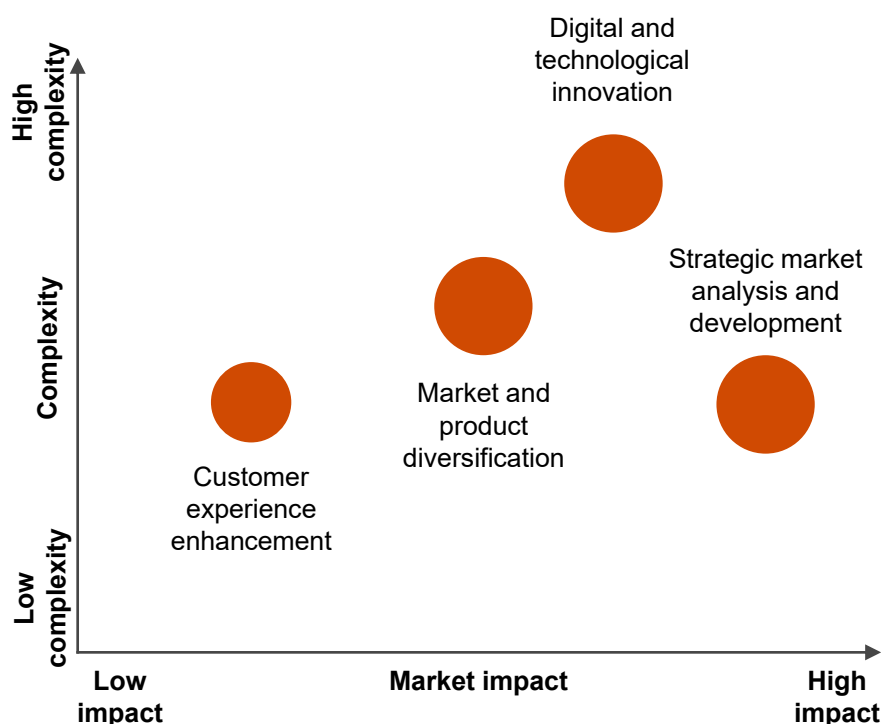 Digital and
technological
innovation
High
complexity
Strategic market
analysis and
development
Complexity
Market and
product
diversification
Customer
experience
enhancement
Low
complexity
Low
impact
Market impact
High
impact